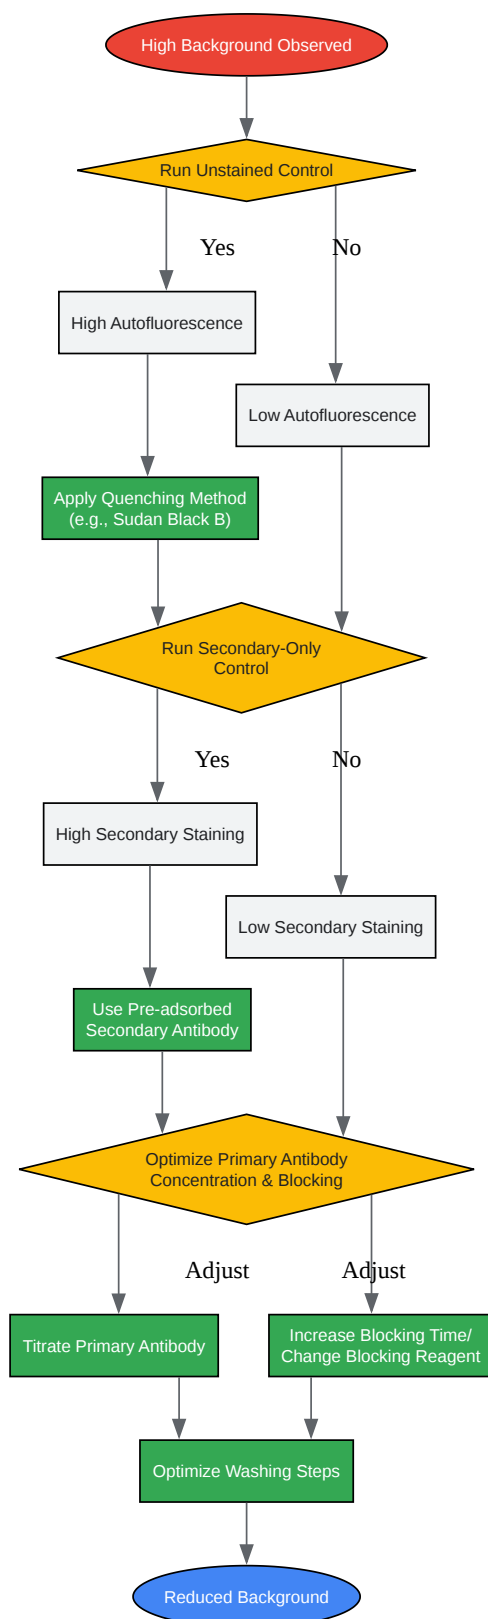 High Background Observed
Run Unstained Control
Yes
No
High Autofluorescence
Low Autofluorescence
Apply Quenching Method
(e.g., Sudan Black B)
Run Secondary-Only
Control
Yes
No
High Secondary Staining
Low Secondary Staining
Use Pre-adsorbed
Secondary Antibody
Optimize Primary Antibody
Concentration & Blocking
Adjust
Adjust
Titrate Primary Antibody
Increase Blocking Time/
Change Blocking Reagent
Optimize Washing Steps
Reduced Background